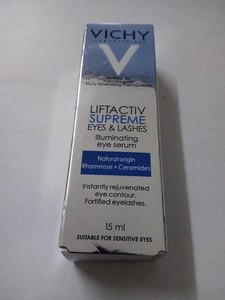 VICHY
LABORATOIRES
V
LIFTACTIV
SUPREME
EYES & LASHES
illuminating
eye serum
Natural origin
Rhamnose + Ceramides
Instantly rejuvenated
eye contour.
Fortified eyelashes.
15 ml
SUITABLE FOR SENSITIVE EYES